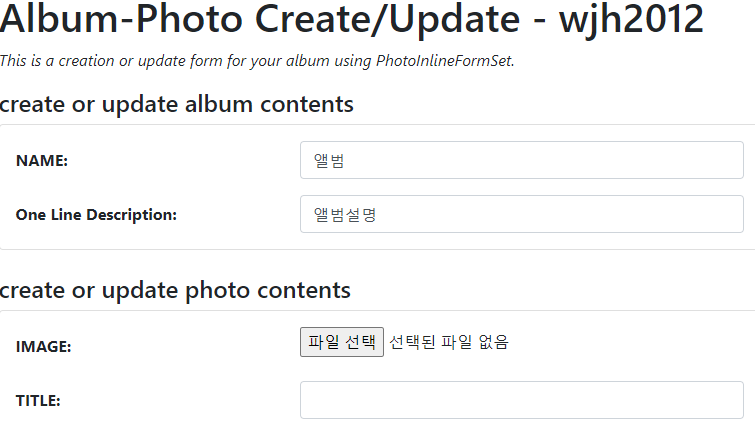 Album-Photo Create/Update - wjh2012
This is a creation or update form for your album using PhotoInlineFormSet.
create or update album contents
NAME: 앨범
One Line Description: 앨범설명
create or update photo contents
IMAGE: 파일 선택 선택된 파일 없음
TITLE: